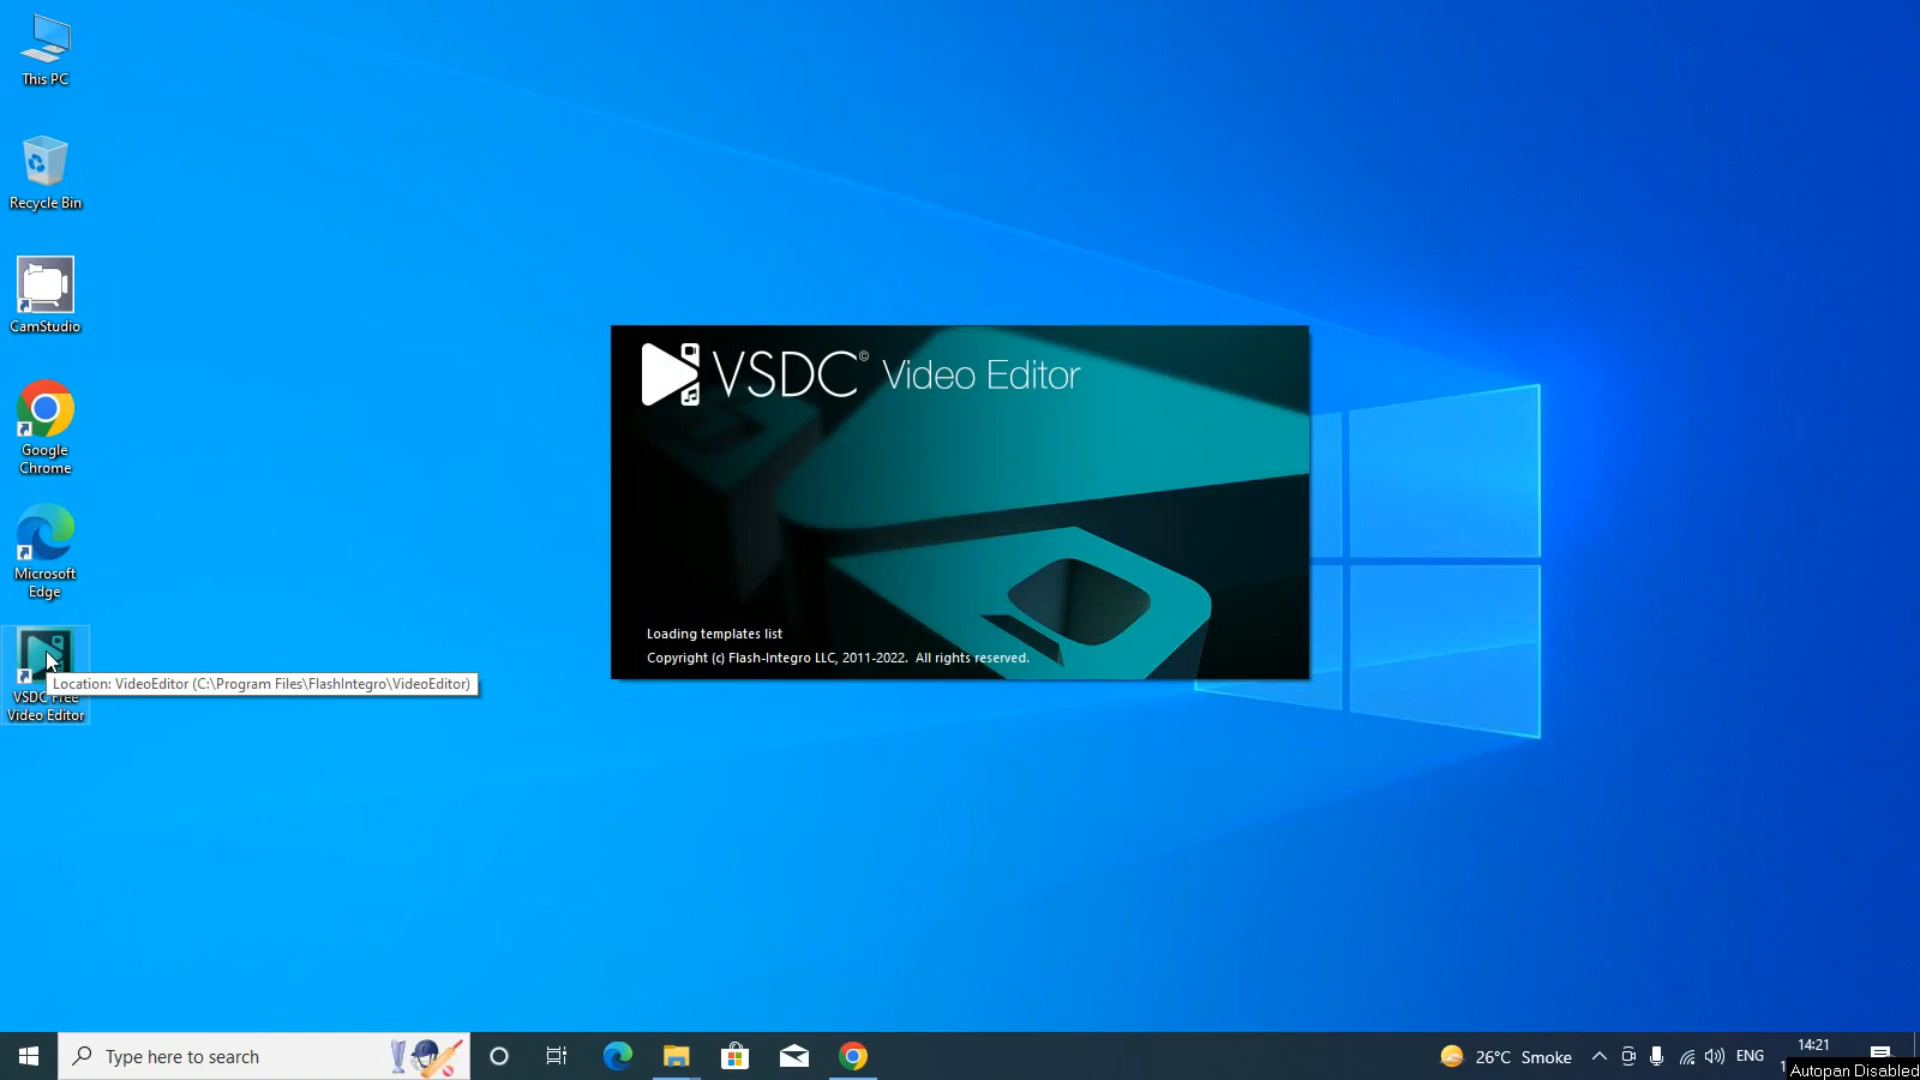 This PC
Recycle Bin
CamStudio
Google
Chrome
Microsoft
Edge
VSDC Free
Video Editor
Location: VideoEditor (C:\Program Files\FlashIntegro\VideoEditor)
VSDC© Video Editor
Loading templates list
Copyright (c) Flash-Integro LLC, 2011-2022. All rights reserved.
Type here to search
26°C Smoke
ENG
14:21
Autopan Disabled